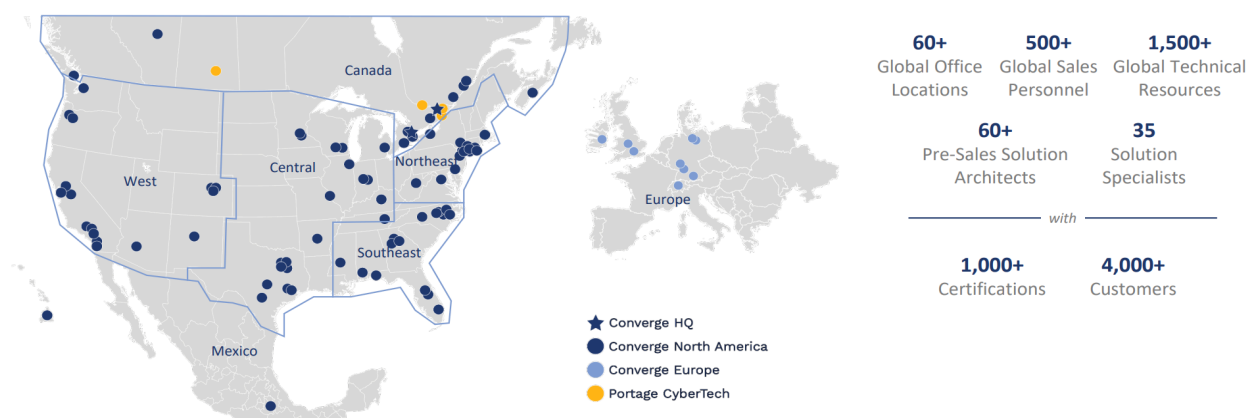 Canada
West
Central
Northeast
Southeast
Mexico
Europe
Converge HQ
Converge North America
Converge Europe
Portage CyberTech
60+
Global Office
Locations
500+
Global Sales
Personnel
1,500+
Global Technical
Resources
60+
Pre-Sales Solution
Architects
35
Solution
Specialists
with
1,000+
Certifications
4,000+
Customers